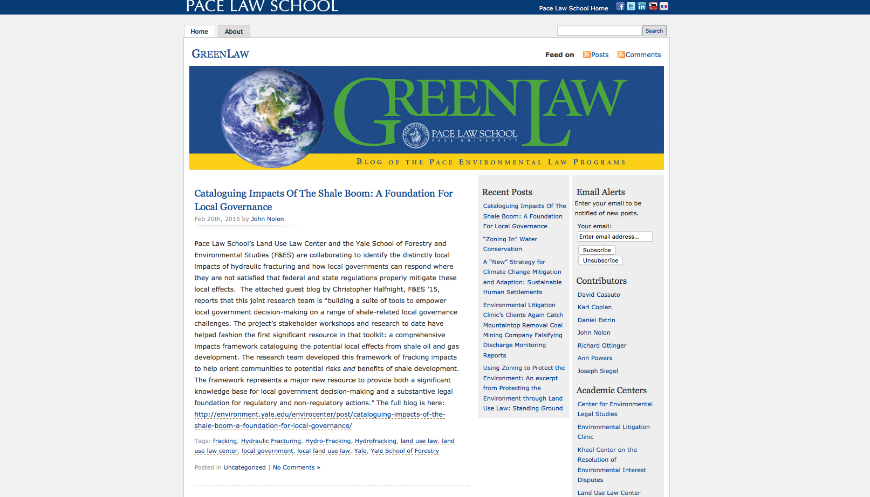 PACE LAW SCHOOL
Pace Law School Home
Home
About
Search
GREENLAW
Feed on
Posts
Comments
GREENLAW
PACE LAW SCHOOL
PACE UNIVERSITY
BLOG OF THE PACE ENVIRONMENTAL LAW PROGRAMS
Cataloguing Impacts Of The Shale Boom: A Foundation For
Local Governance
Feb 20th, 2015 by John Nolon
Pace Law School's Land Use Law Center and the Yale School of Forestry and
Environmental Studies (F&ES) are collaborating to identify the distinctly local
impacts of hydraulic fracturing and how local governments can respond where
they are not satisfied that federal and state regulations properly mitigate these
local effects. The attached guest blog by Christopher Halfnight, F&ES '15,
reports that this joint research team is "building a suite of tools to empower
local government decision-making on a range of shale-related local governance
challenges. The project's stakeholder workshops and research to date have
helped fashion the first significant resource in that toolkit: a comprehensive
impacts framework cataloguing the potential local effects from shale oil and gas
development. The research team developed this framework of fracking impacts
to help orient communities to potential risks and benefits of shale development.
The framework represents a major new resource to provide both a significant
knowledge base for local government decision-making and a substantive legal
foundation for regulatory and non-regulatory actions." The full blog is here:
http://environment.yale.edu/envirocenter/post/cataloguing-impacts-of-the-
shale-boom-a-foundation-for-local-governance/
Tags: fracking, Hydraulic Fracturing, Hydro-Fracking, Hydrofracking, land use law, land
use law center, local government, local land use law, Yale, Yale School of Forestry
Posted in Uncategorized | No Comments »
Recent Posts
Cataloguing Impacts Of The
Shale Boom: A Foundation
For Local Governance
"Zoning In" Water
Conservation
A "New" Strategy for
Climate Change Mitigation
and Adaption: Sustainable
Human Settlements
Environmental Litigation
Clinic's Clients Again Catch
Mountaintop Removal Coal
Mining Company Falsifying
Discharge Monitoring
Reports
Using Zoning to Protect the
Environment: An excerpt
from Protecting the
Environment through Land
Use Law: Standing Ground
Email Alerts
Enter your email to be
notified of new posts.
Your email:
Enter email address...
Subscribe
Unsubscribe
Contributors
David Cassuto
Karl Coplan
Daniel Estrin
John Nolon
Richard Ottinger
Ann Powers
Joseph Siegel
Academic Centers
Center for Environmental
Legal Studies
Environmental Litigation
Clinic
Kheel Center on the
Resolution of
Environmental Interest
Disputes
Land Use Law Center